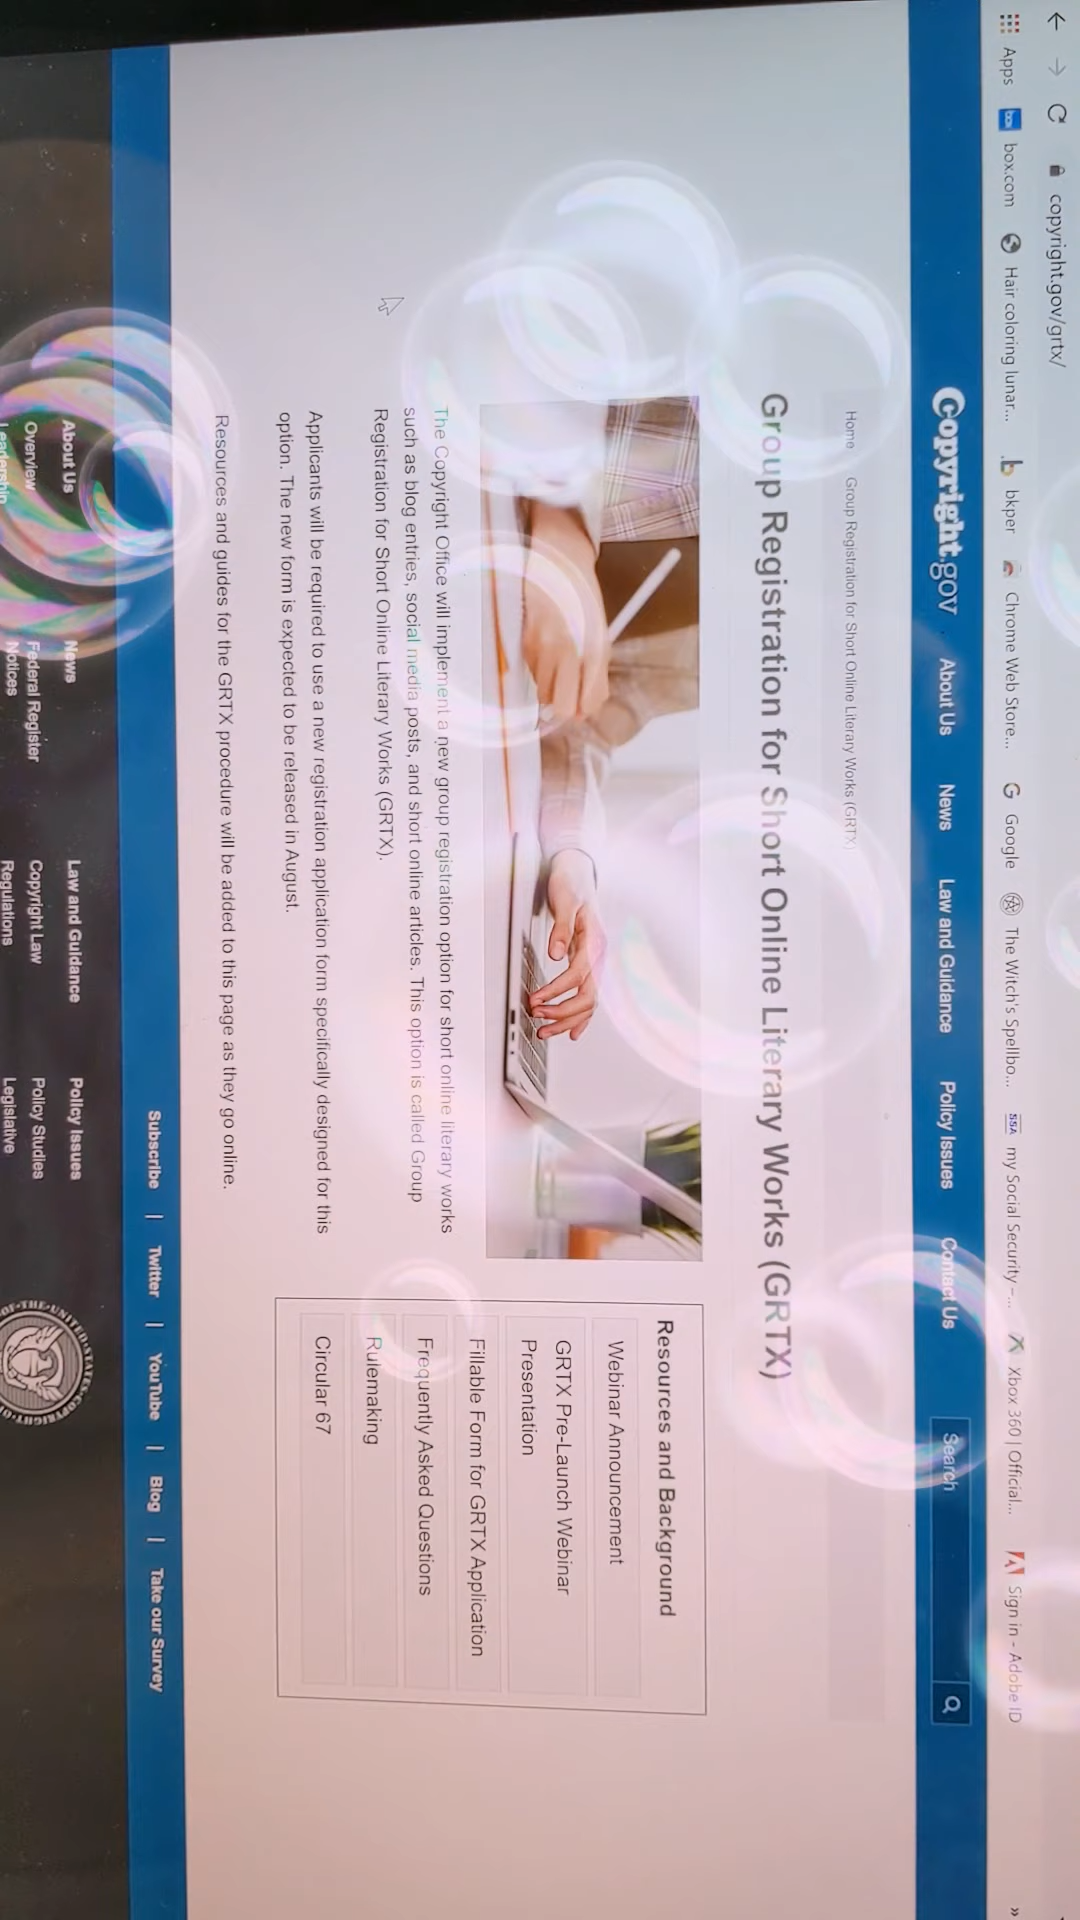 copyright.gov/grtx/
Apps box.com Hair coloring lunar... bkper Chrome Web Store... G Google The Witch's Spellbo... SSA my Social Security –... Xbox 360 | Official... Sign in - Adobe ID »
Copyright.gov About Us News Law and Guidance Policy Issues Contact Us Search
Home Group Registration for Short Online Literary Works (GRTX)
Group Registration for Short Online Literary Works (GRTX)
The Copyright Office will implement a new group registration option for short online literary works
such as blog entries, social media posts, and short online articles. This option is called Group
Registration for Short Online Literary Works (GRTX).
Applicants will be required to use a new registration application form specifically designed for this
option. The new form is expected to be released in August.
Resources and guides for the GRTX procedure will be added to this page as they go online.
Resources and Background
Webinar Announcement
GRTX Pre-Launch Webinar
Presentation
Fillable Form for GRTX Application
Frequently Asked Questions
Rulemaking
Circular 67
Subscribe | Twitter | YouTube | Blog | Take our Survey
About Us News Law and Guidance Policy Issues
Overview Federal Register Copyright Law Policy Studies
Leadership Notices Regulations Legislative